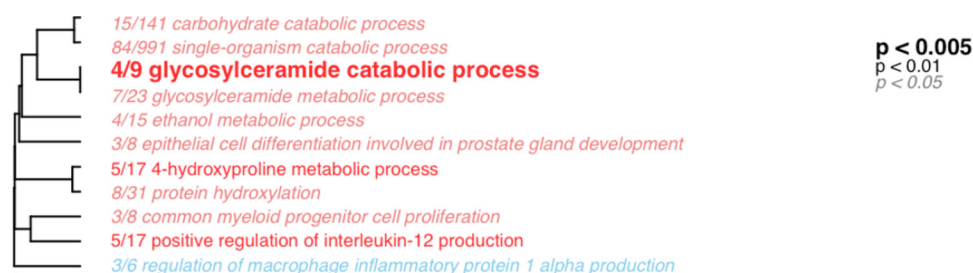 15/141 carbohydrate catabolic process
84/991 single-organism catabolic process
4/9 glycosylceramide catabolic process
7/23 glycosylceramide metabolic process
4/15 ethanol metabolic process
3/8 epithelial cell differentiation involved in prostate gland development
5/17 4-hydroxyproline metabolic process
8/31 protein hydroxylation
3/8 common myeloid progenitor cell proliferation
5/17 positive regulation of interleukin-12 production
3/6 regulation of macrophage inflammatory protein 1 alpha production
p < 0.005
p < 0.01
p < 0.05